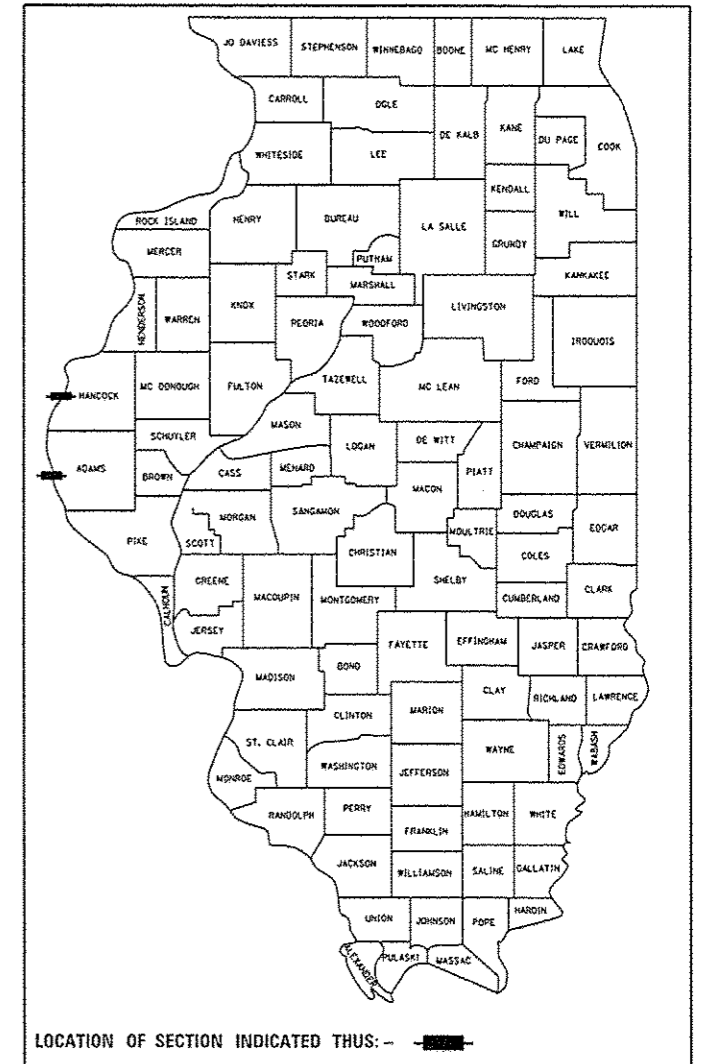 JO DAVIESS
STEPHENSON
WINNEBAGO
BOONE
MC HENRY
LAKE
CARROLL
OGLE
DE KALB
KANE
DU PAGE
COOK
WHITESIDE
LEE
KENDALL
WILL
ROCK ISLAND
HENRY
BUREAU
LA SALLE
GRUNDY
MERCER
PUTNAM
KANKAKEE
STARK
MARSHALL
HENDERSON
WARREN
KNOX
PEORIA
WOODFORD
LIVINGSTON
IROQUOIS
HANCOCK
MC DONOUGH
FULTON
TAZEWELL
MC LEAN
FORD
MASON
SCHUYLER
LOGAN
DE WITT
CHAMPAIGN
VERMILION
ADAMS
BROWN
CASS
MENARD
PIATT
MACON
MORGAN
SANGAMON
DOUGLAS
EDGAR
PIKE
SCOTT
CHRISTIAN
MOULTRIE
COLES
GREENE
MACOUPIN
MONTGOMERY
SHELBY
CUMBERLAND
CLARK
CALHOUN
JERSEY
FAYETTE
EFFINGHAM
JASPER
CRAWFORD
MADISON
BOND
CLAY
RICHLAND
LAWRENCE
CLINTON
MARION
ST. CLAIR
WAYNE
EDWARDS
WABASH
MONROE
WASHINGTON
JEFFERSON
RANDOLPH
PERRY
HAMILTON
WHITE
FRANKLIN
JACKSON
WILLIAMSON
SALINE
GALLATIN
UNION
JOHNSON
POPE
HARDIN
ALEXANDER
PULASKI
MASSAC
LOCATION OF SECTION INDICATED THUS: -